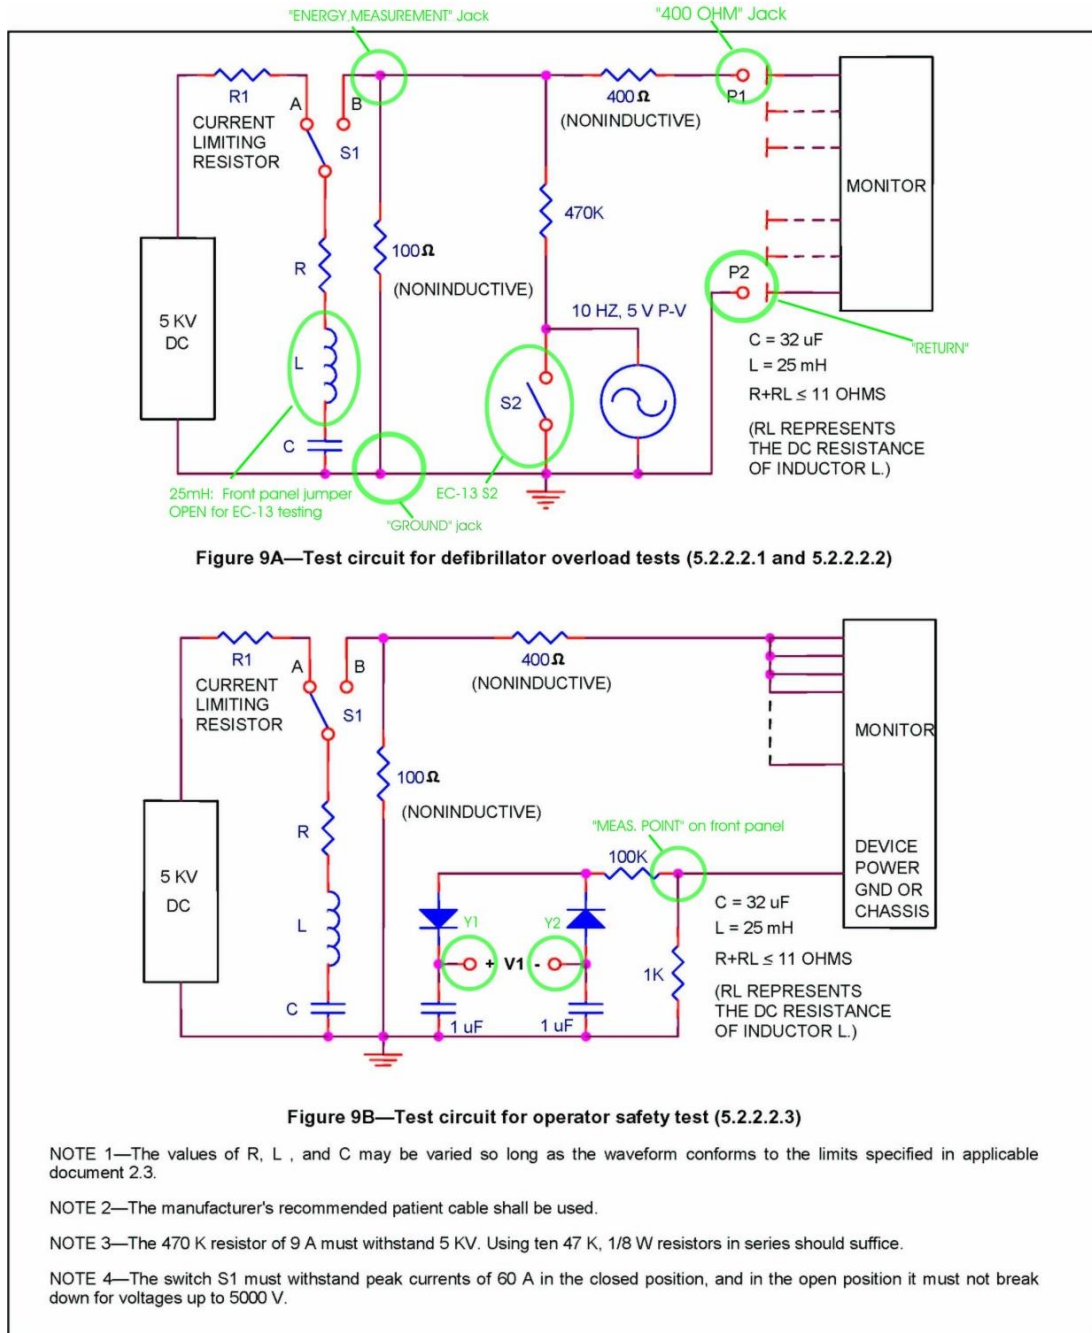 "ENERGY MEASUREMENT" Jack
"400 OHM" Jack
R1
A
B
400Ω
P1
CURRENT
LIMITING
RESISTOR
S1
(NONINDUCTIVE)
MONITOR
470K
100Ω
R
(NONINDUCTIVE)
P2
5 KV
DC
10 HZ, 5 V P-V
L
C = 32 uF
"RETURN"
L = 25 mH
S2
R+RL ≤ 11 OHMS
C
(RL REPRESENTS
THE DC RESISTANCE
OF INDUCTOR L.)
25mH: Front panel jumper
OPEN for EC-13 testing
EC-13 S2
"GROUND" jack
Figure 9A—Test circuit for defibrillator overload tests (5.2.2.2.1 and 5.2.2.2.2)
R1
A
B
400Ω
CURRENT
LIMITING
RESISTOR
(NONINDUCTIVE)
S1
MONITOR
100Ω
(NONINDUCTIVE)
R
"MEAS. POINT" on front panel
100K
DEVICE
POWER
GND OR
CHASSIS
5 KV
DC
C = 32 uF
L
Y1
Y2
L = 25 mH
+ V1 -
1K
R+RL ≤ 11 OHMS
C
1 uF
1 uF
(RL REPRESENTS
THE DC RESISTANCE
OF INDUCTOR L.)
Figure 9B—Test circuit for operator safety test (5.2.2.2.3)
NOTE 1—The values of R, L , and C may be varied so long as the waveform conforms to the limits specified in applicable
document 2.3.
NOTE 2—The manufacturer's recommended patient cable shall be used.
NOTE 3—The 470 K resistor of 9 A must withstand 5 KV. Using ten 47 K, 1/8 W resistors in series should suffice.
NOTE 4—The switch S1 must withstand peak currents of 60 A in the closed position, and in the open position it must not break
down for voltages up to 5000 V.